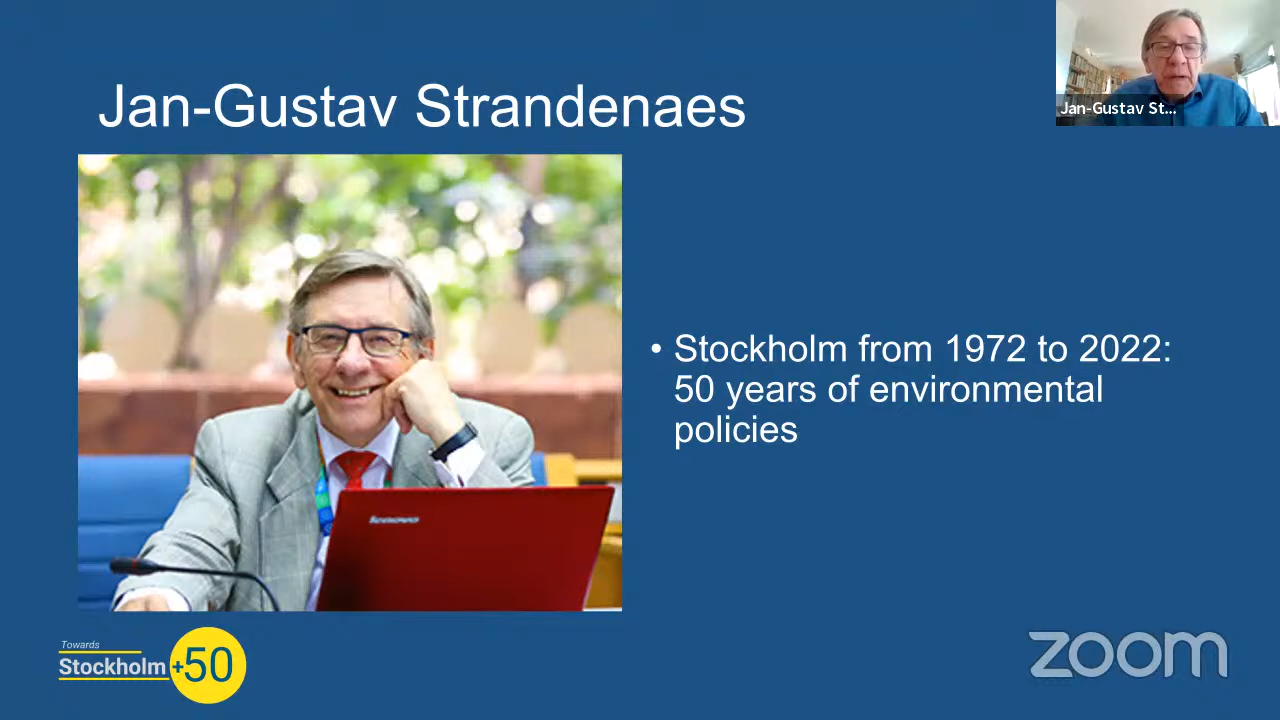 Jan-Gustav Strandenaes
Jan-Gustav St...
• Stockholm from 1972 to 2022:
50 years of environmental
policies
Lenovo
Towards
Stockholm+50
zoom